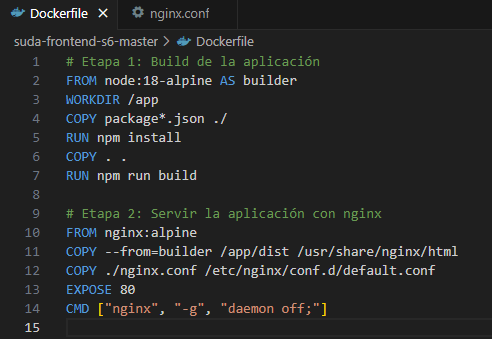 Dockerfile nginx.conf
suda-frontend-s6-master > Dockerfile
1 # Etapa 1: Build de la aplicación
2 FROM node:18-alpine AS builder
3 WORKDIR /app
4 COPY package*.json ./
5 RUN npm install
6 COPY . .
7 RUN npm run build
8
9 # Etapa 2: Servir la aplicación con nginx
10 FROM nginx:alpine
11 COPY --from=builder /app/dist /usr/share/nginx/html
12 COPY ./nginx.conf /etc/nginx/conf.d/default.conf
13 EXPOSE 80
14 CMD ["nginx", "-g", "daemon off;"]
15